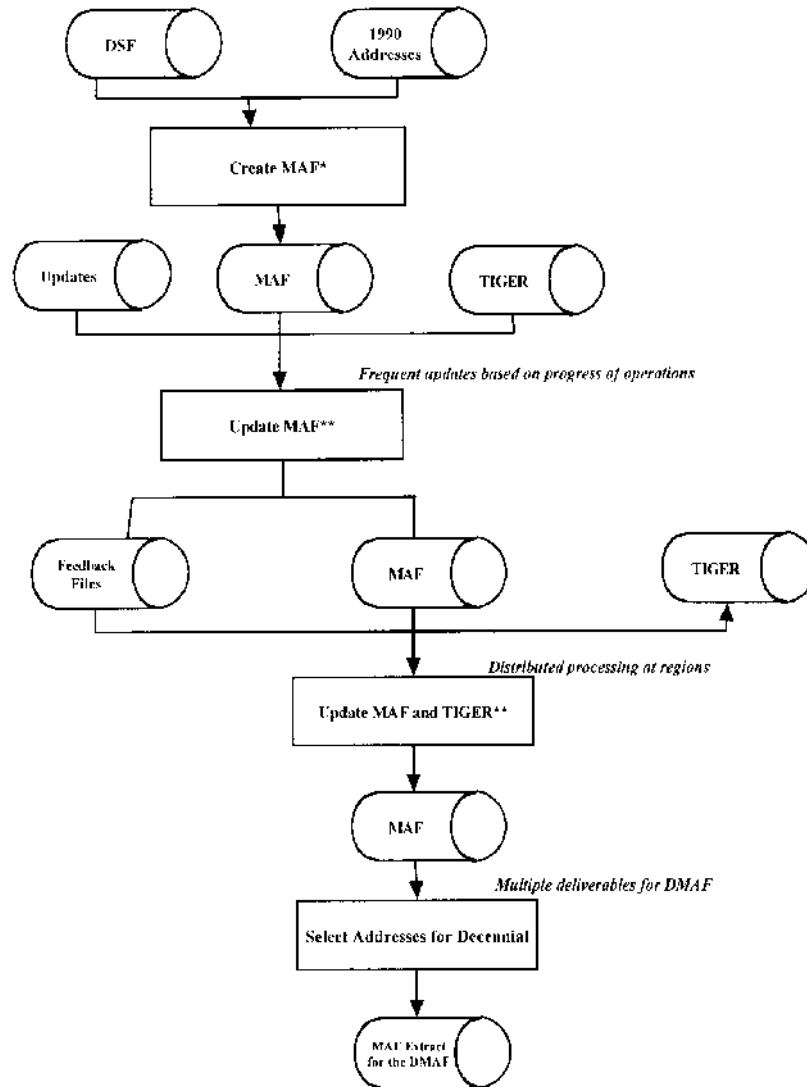 DSF
1990
Addresses
Create MAF*
Updates
MAF
TIGER
Frequent updates based on progress of operations
Update MAF**
Feedback
Files
MAF
TIGER
Distributed processing at regions
Update MAF and TIGER**
MAF
Multiple deliverables for DMAF
Select Addresses for Decennial
MAF Extract
for the DMAF